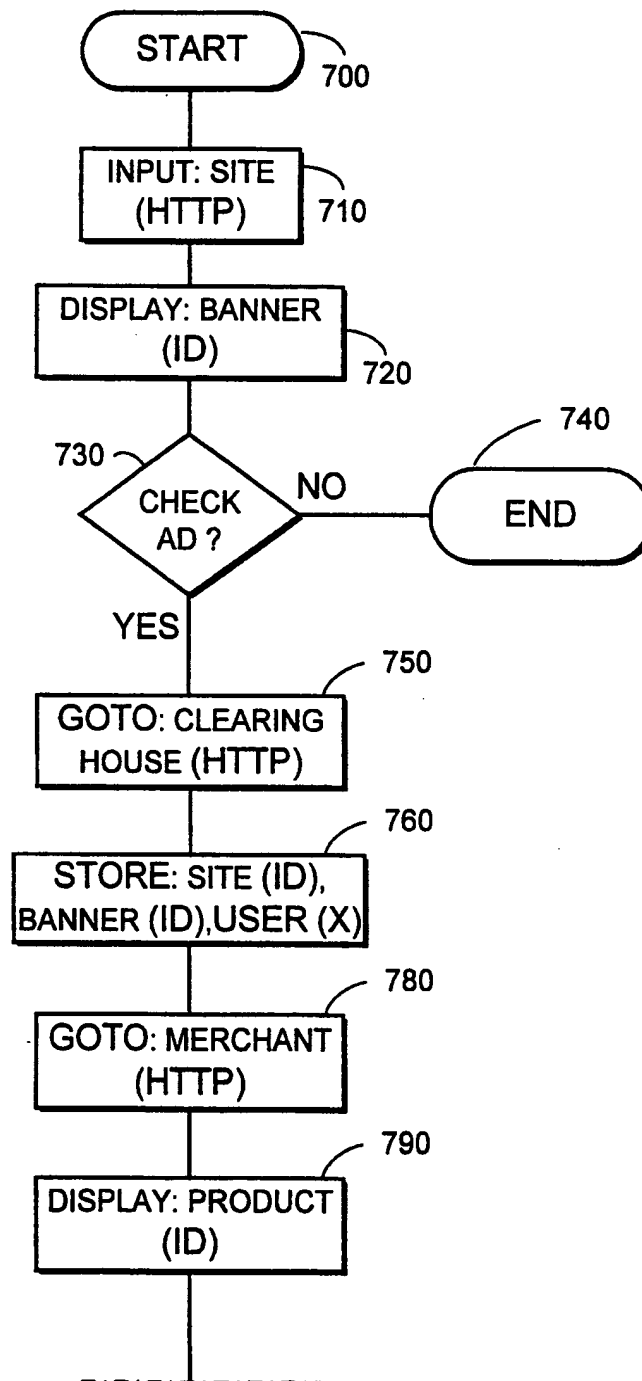 START
700
INPUT: SITE
(HTTP)
710
DISPLAY: BANNER
(ID)
720
730
CHECK
AD ?
NO
740
END
YES
750
GOTO: CLEARING
HOUSE (HTTP)
760
STORE: SITE (ID),
BANNER (ID),USER (X)
780
GOTO: MERCHANT
(HTTP)
790
DISPLAY: PRODUCT
(ID)